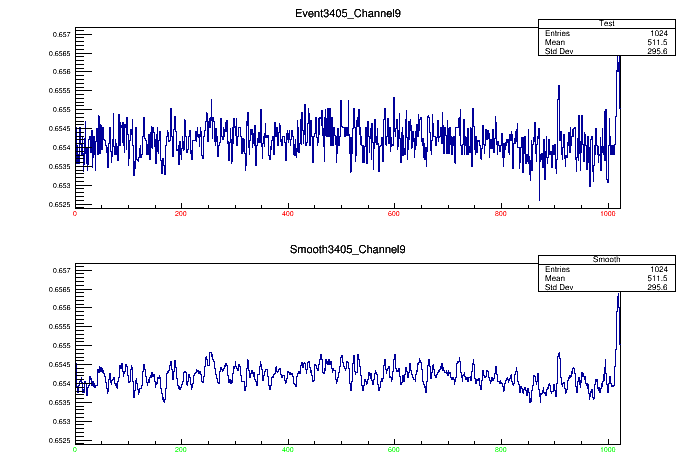 Event3405_Channel9
Test
Entries 1024
Mean 511.5
Std Dev 295.6
0.657
0.6565
0.656
0.6555
0.655
0.6545
0.654
0.6535
0.653
0.6525
0 200 400 600 800 1000
Smooth3405_Channel9
Smooth
Entries 1024
Mean 511.5
Std Dev 295.6
0.657
0.6565
0.656
0.6555
0.655
0.6545
0.654
0.6535
0.653
0.6525
0 200 400 600 800 1000